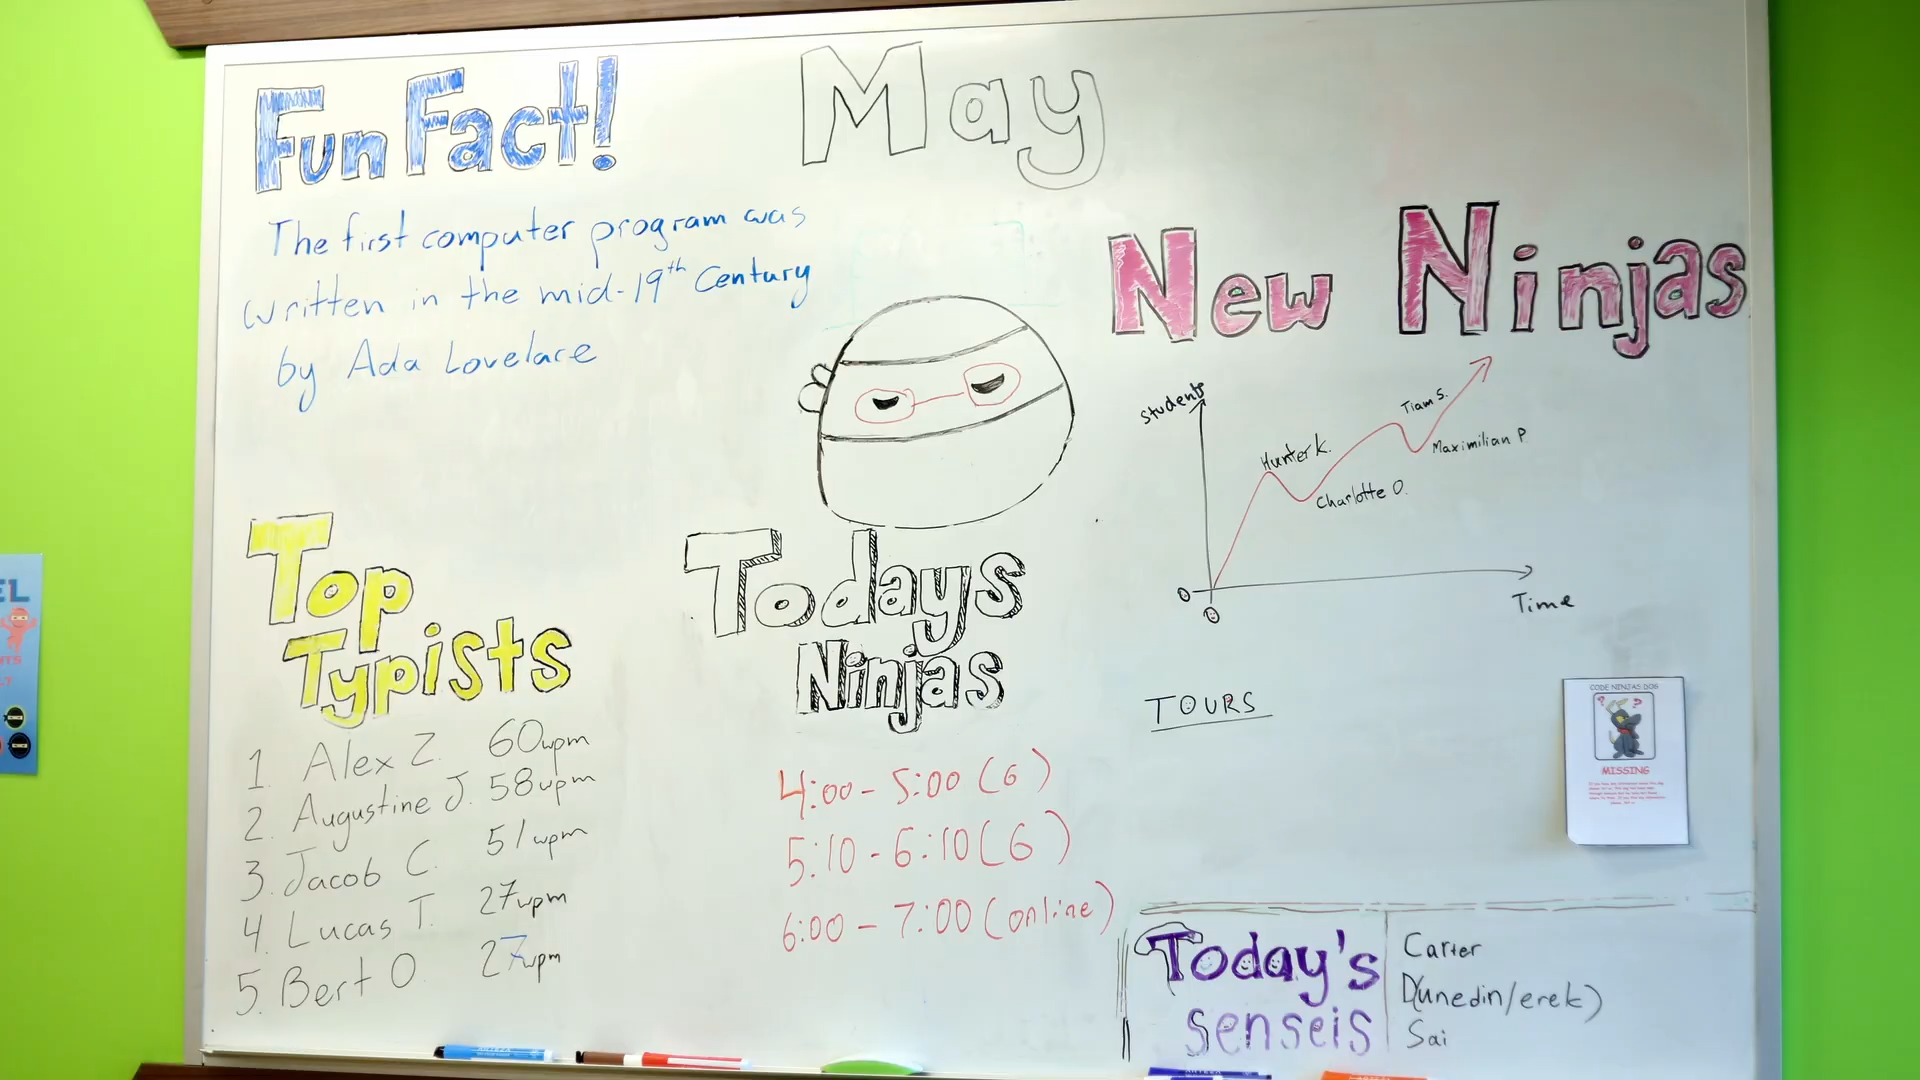 May
Fun Fact!
The first computer program was
written in the mid-19th Century
by Ada Lovelace
New Ninjas
students
Hunter K.
Charlotte O.
Tiam S.
Maximilian P.
0
0
Time
Top
Typists
1. Alex Z. 60wpm
2. Augustine J. 58wpm
3. Jacob C. 51wpm
4. Lucas T. 27wpm
5. Bert O. 27wpm
Todays
Ninjas
4:00-5:00 (6)
5:10-6:10 (6)
6:00-7:00 (online)
TOURS
CODE NINJAS DOG
? ?
MISSING
Today's
senseis
Carter
D(unedin/erek)
Sai
EL